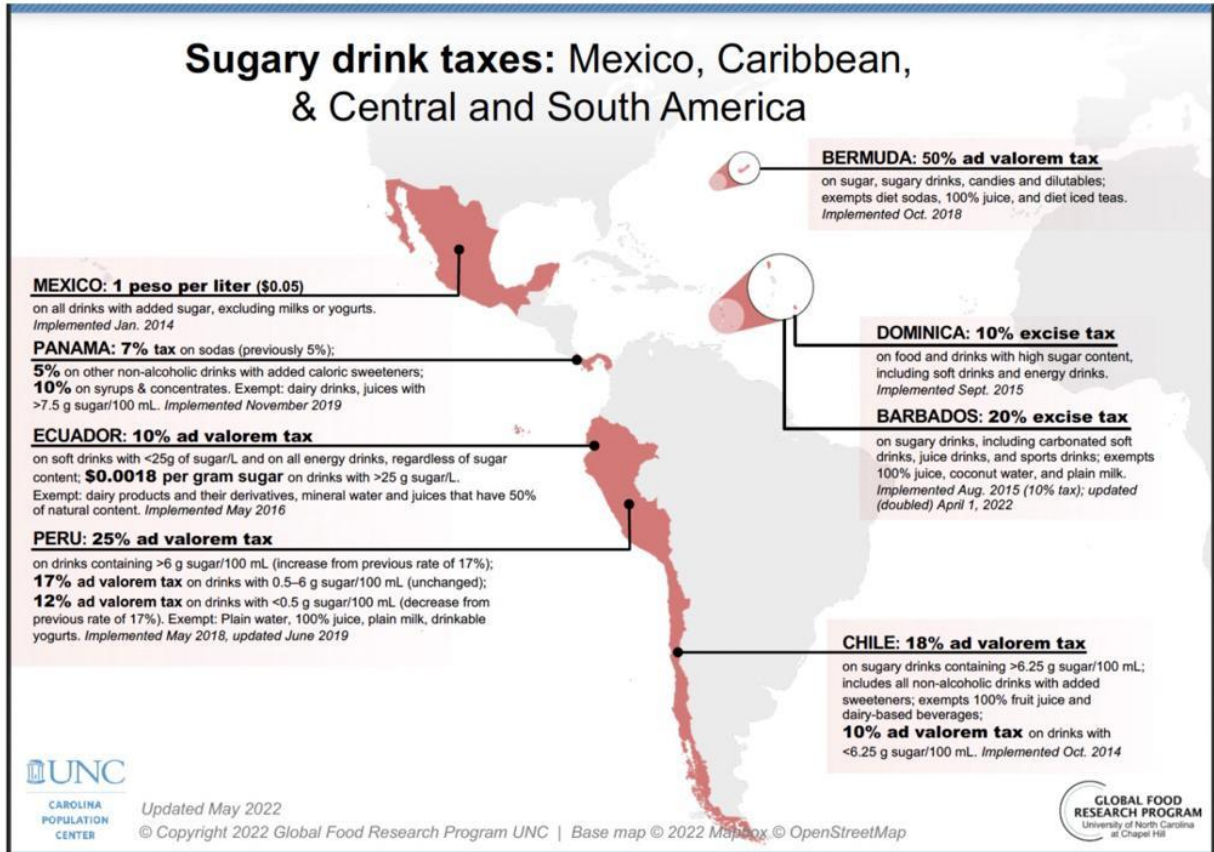 Sugary drink taxes: Mexico, Caribbean,
& Central and South America
BERMUDA: 50% ad valorem tax
on sugar, sugary drinks, candies and dilutables;
exempts diet sodas, 100% juice, and diet iced teas.
Implemented Oct. 2018
MEXICO: 1 peso per liter ($0.05)
on all drinks with added sugar, excluding milks or yogurts.
Implemented Jan. 2014
PANAMA: 7% tax on sodas (previously 5%);
5% on other non-alcoholic drinks with added caloric sweeteners;
10% on syrups & concentrates. Exempt: dairy drinks, juices with
>7.5 g sugar/100 mL. Implemented November 2019
ECUADOR: 10% ad valorem tax
on soft drinks with <25g of sugar/L and on all energy drinks, regardless of sugar
content; $0.0018 per gram sugar on drinks with >25 g sugar/L.
Exempt: dairy products and their derivatives, mineral water and juices that have 50%
of natural content. Implemented May 2016
PERU: 25% ad valorem tax
on drinks containing >6 g sugar/100 mL (increase from previous rate of 17%);
17% ad valorem tax on drinks with 0.5–6 g sugar/100 mL (unchanged);
12% ad valorem tax on drinks with <0.5 g sugar/100 mL (decrease from
previous rate of 17%). Exempt: Plain water, 100% juice, plain milk, drinkable
yogurts. Implemented May 2018, updated June 2019
DOMINICA: 10% excise tax
on food and drinks with high sugar content,
including soft drinks and energy drinks.
Implemented Sept. 2015
BARBADOS: 20% excise tax
on sugary drinks, including carbonated soft
drinks, juice drinks, and sports drinks; exempts
100% juice, coconut water, and plain milk.
Implemented Aug. 2015 (10% tax); updated
(doubled) April 1, 2022
CHILE: 18% ad valorem tax
on sugary drinks containing >6.25 g sugar/100 mL;
includes all non-alcoholic drinks with added
sweeteners; exempts 100% fruit juice and
dairy-based beverages;
10% ad valorem tax on drinks with
<6.25 g sugar/100 mL. Implemented Oct. 2014
UNC
CAROLINA
POPULATION
CENTER
Updated May 2022
© Copyright 2022 Global Food Research Program UNC | Base map © 2022 Mapbox © OpenStreetMap
GLOBAL FOOD
RESEARCH PROGRAM
University of North Carolina
at Chapel Hill